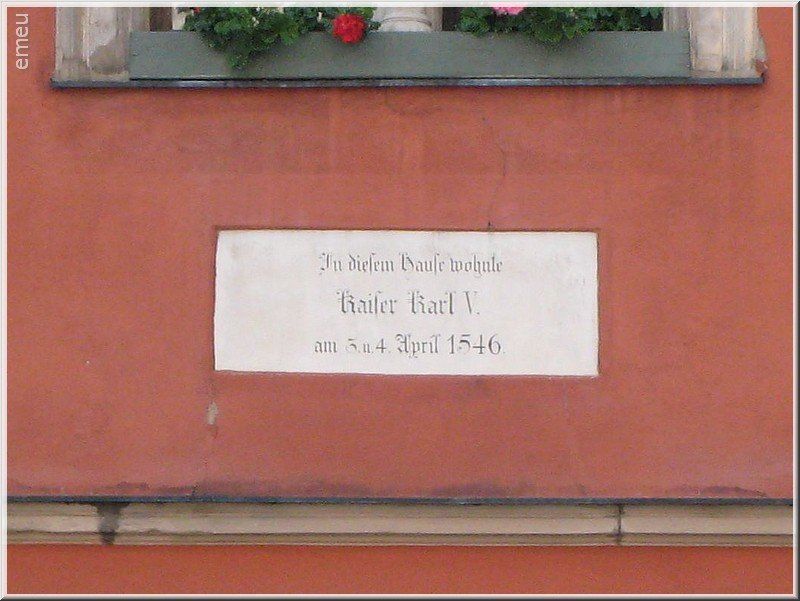 emeu
In dieſem Hauſe wohnte
Kaiſer Karl V.
am 3. u. 4. April 1546.